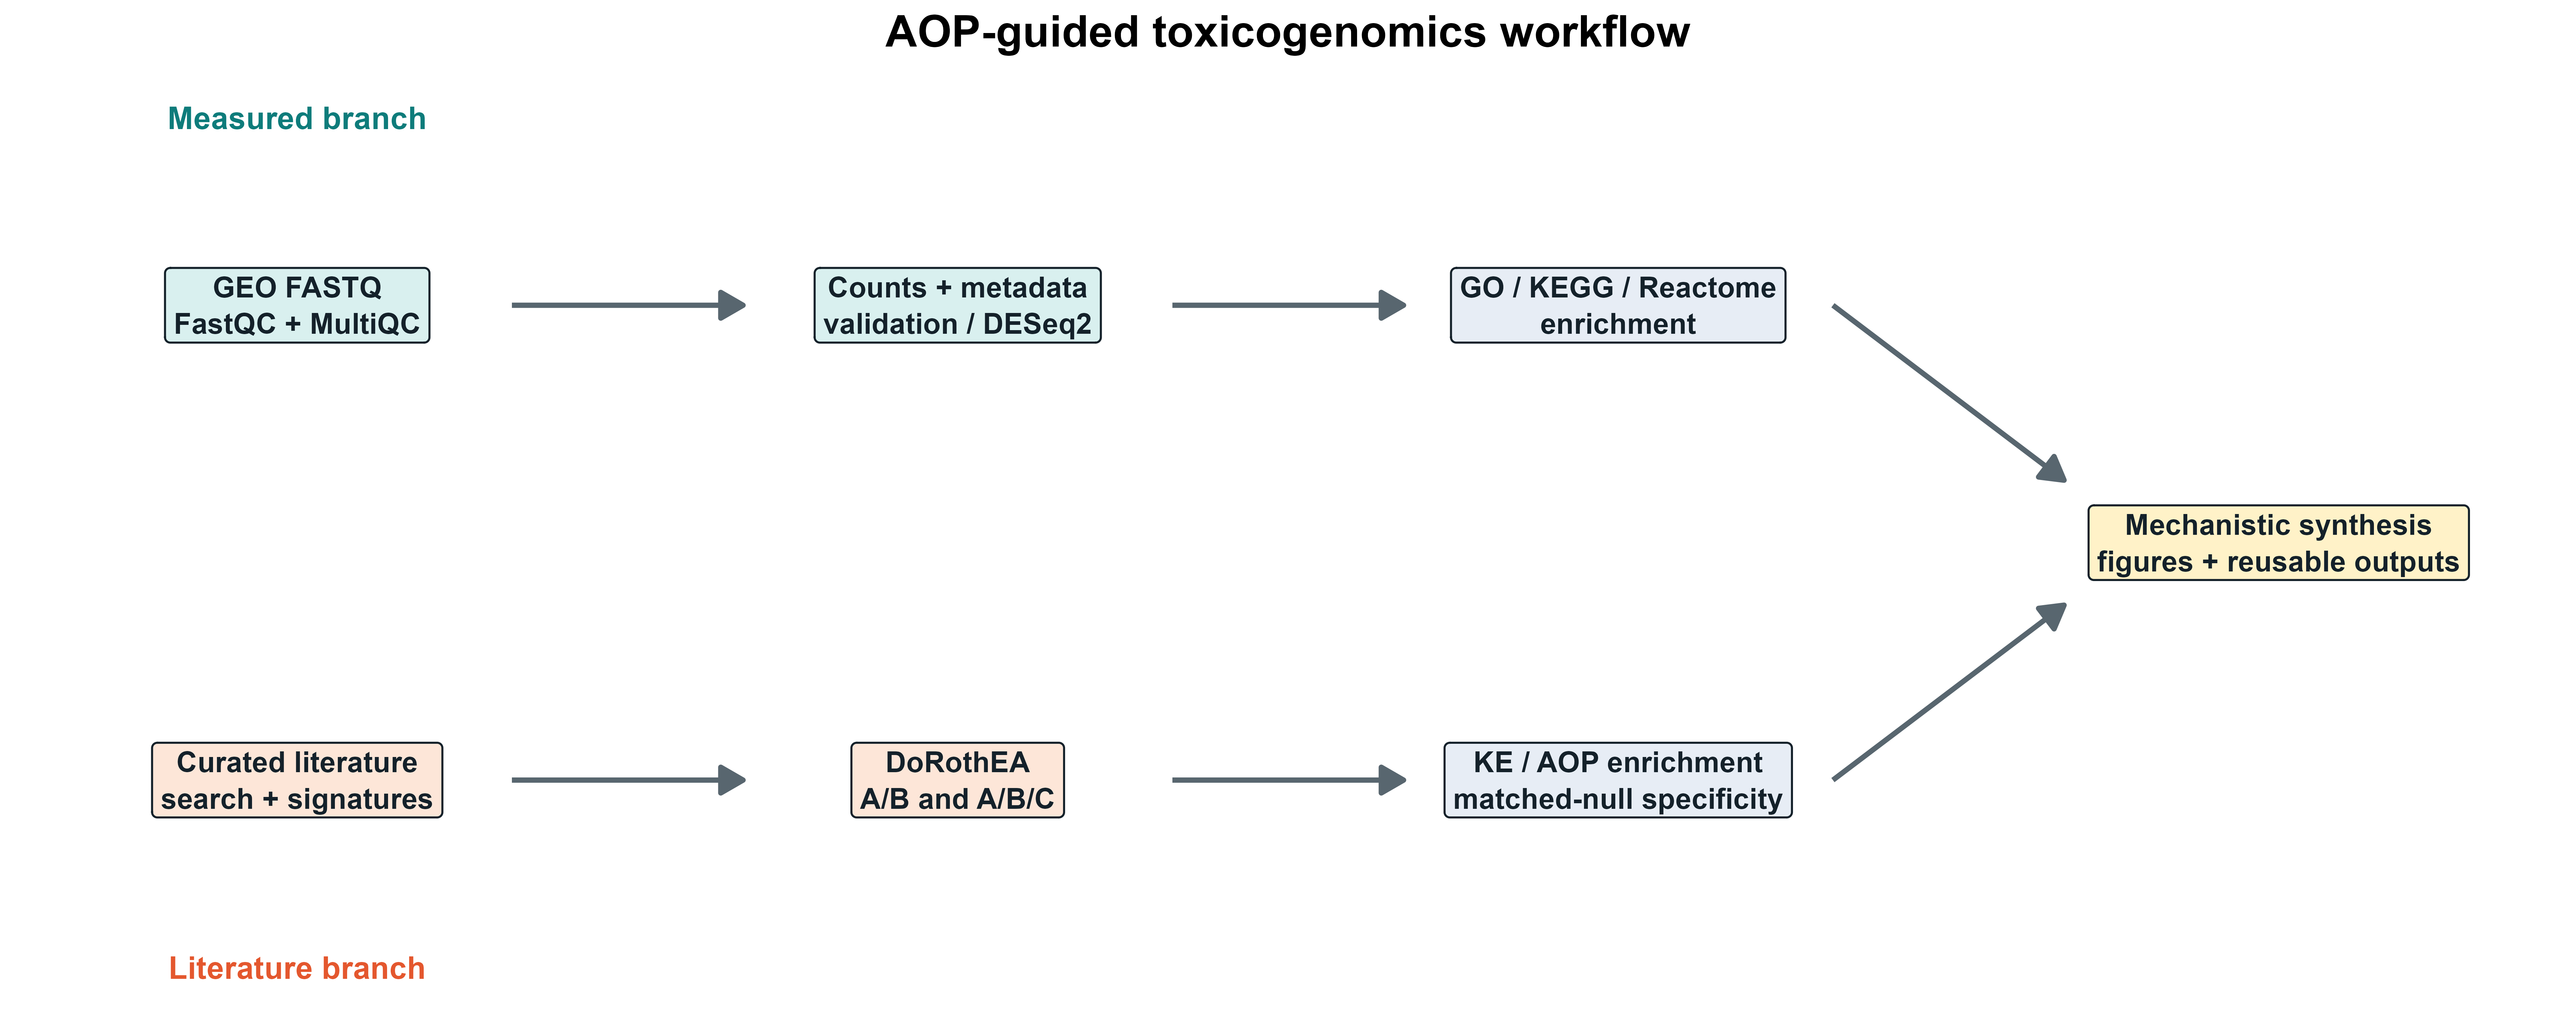 AOP-guided toxicogenomics workflow
Measured branch
GEO FASTQ
FastQC + MultiQC
Counts + metadata
validation / DESeq2
GO / KEGG / Reactome
enrichment
Mechanistic synthesis
figures + reusable outputs
Curated literature
search + signatures
DoRothEA
A/B and A/B/C
KE / AOP enrichment
matched-null specificity
Literature branch